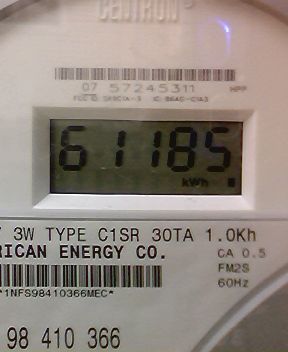 CENTRON®
07 57245311 HPP
61185
kWh
3W TYPE C1SR 30TA 1.0Kh
RICAN ENERGY CO.
CA 0.5
FM2S
60Hz
*1NFS98410366MEC*
98 410 366